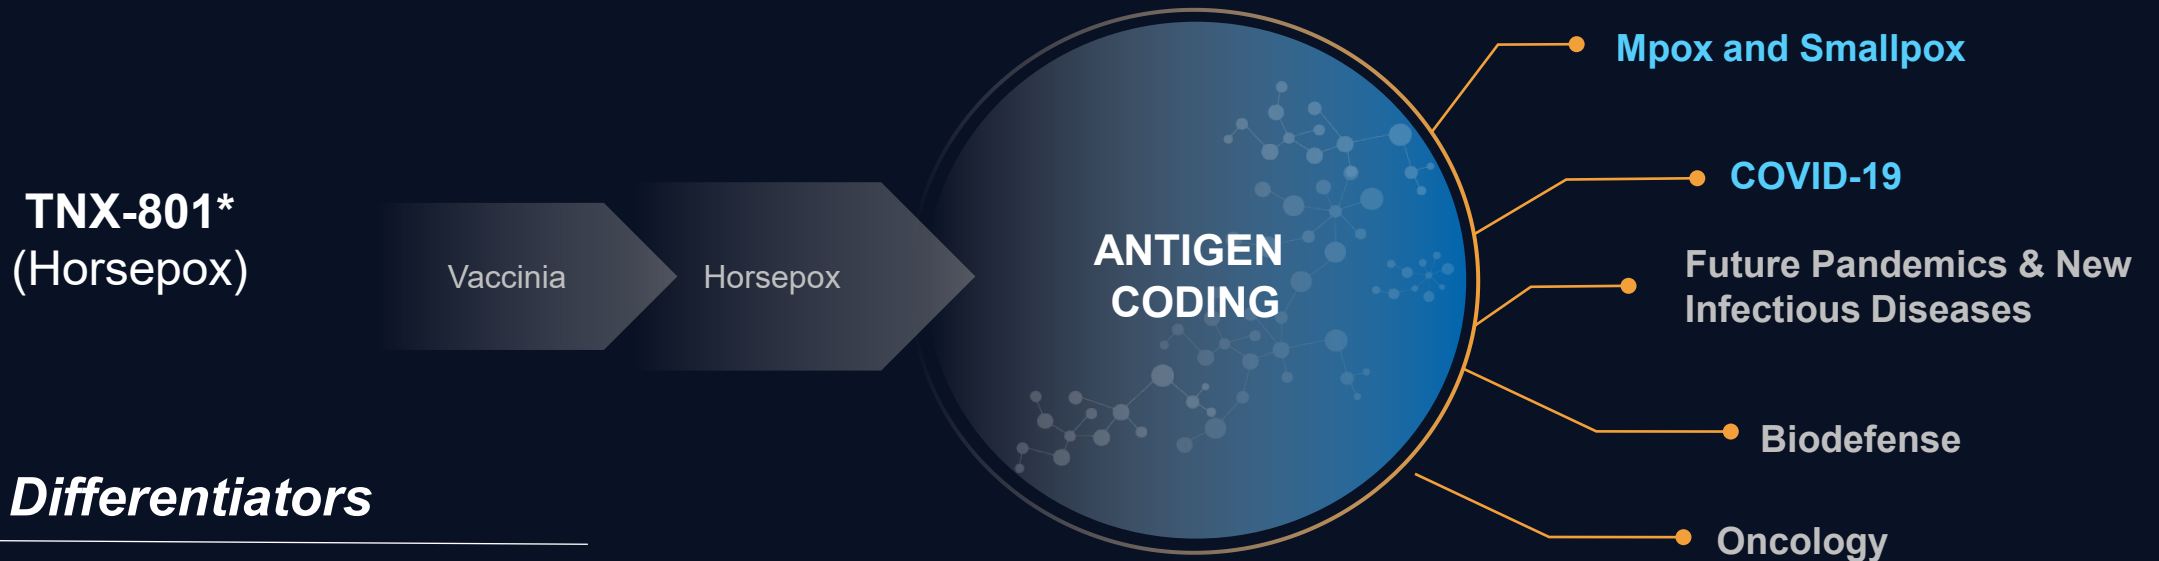 TNX-801*
(Horsepox)
Vaccinia
Horsepox
ANTIGEN
CODING
Mpox and Smallpox
COVID-19
Future Pandemics & New
Infectious Diseases
Biodefense
Oncology
Differentiators